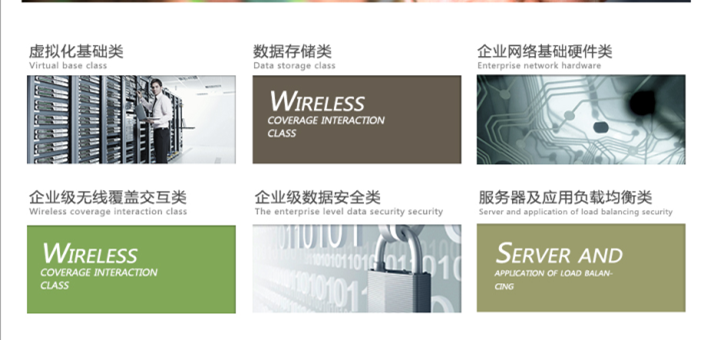 虚拟化基础类
Virtual base class
数据存储类
Data storage class
WIRELESS
COVERAGE INTERACTION
CLASS
企业网络基础硬件类
Enterprise network hardware
企业级无线覆盖交互类
Wireless coverage interaction class
WIRELESS
COVERAGE INTERACTION
CLASS
企业级数据安全类
The enterprise level data security security
服务器及应用负载均衡类
Server and application of load balancing security
SERVER AND
APPLICATION OF LOAD BALAN-
CING